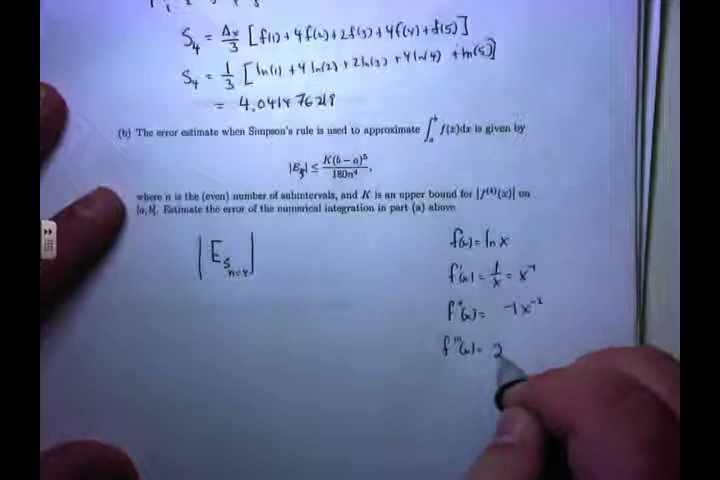 S₄ = Δx/3 [f(1) + 4f(2) + 2f(3) + 4f(4) + f(5)]
S₄ = 1/3 [ln(1) + 4 ln(2) + 2 ln(3) + 4 ln(4) + ln(5)]
(b) The error estimate when Simpson's rule is used to approximate ∫ₐᵇ f(x)dx is given by
|E_S| ≤ K(b − a)⁵/180n⁴,
where n is the (even) number of subintervals, and K is an upper bound for |f⁽⁴⁾(x)| on
[a, b]. Estimate the error of the numerical integration in part (a) above.
f(x) = ln x
|E_S n=4|
f'(x) = 1/x = x⁻¹
f''(x) = -1x⁻²
f'''(x) = 2